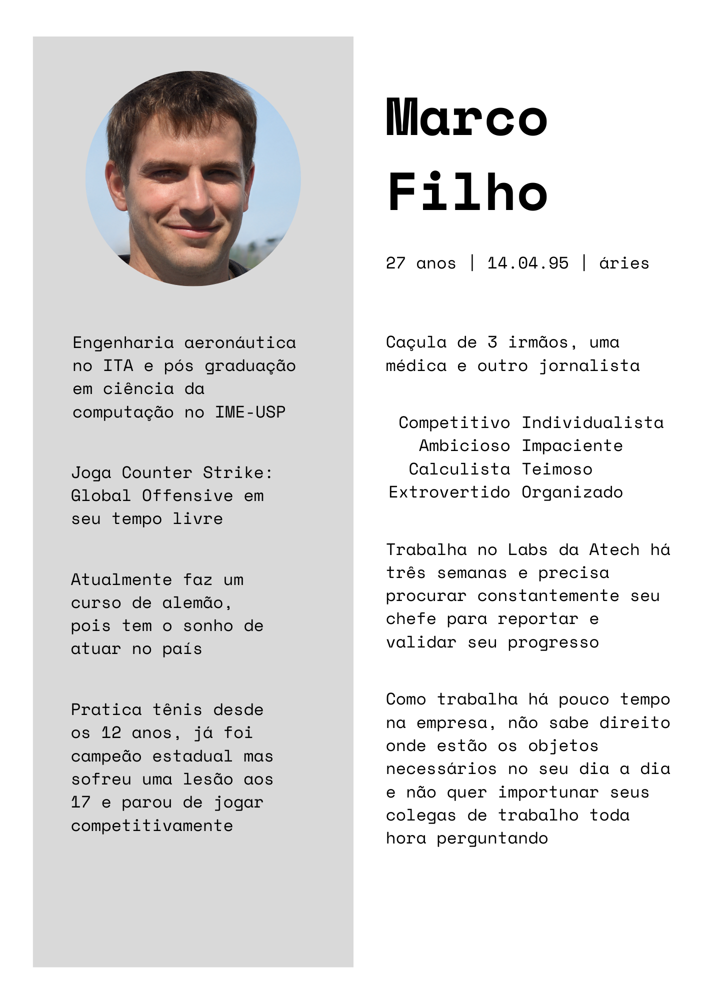 Marco
Filho
27 anos | 14.04.95 | áries
Engenharia aeronáutica
no ITA e pós graduação
em ciência da
computação no IME-USP
Joga Counter Strike:
Global Offensive em
seu tempo livre
Atualmente faz um
curso de alemão,
pois tem o sonho de
atuar no país
Pratica tênis desde
os 12 anos, já foi
campeão estadual mas
sofreu uma lesão aos
17 e parou de jogar
competitivamente
Caçula de 3 irmãos, uma
médica e outro jornalista
Competitivo Individualista
Ambicioso Impaciente
Calculista Teimoso
Extrovertido Organizado
Trabalha no Labs da Atech há
três semanas e precisa
procurar constantemente seu
chefe para reportar e
validar seu progresso
Como trabalha há pouco tempo
na empresa, não sabe direito
onde estão os objetos
necessários no seu dia a dia
e não quer importunar seus
colegas de trabalho toda
hora perguntando